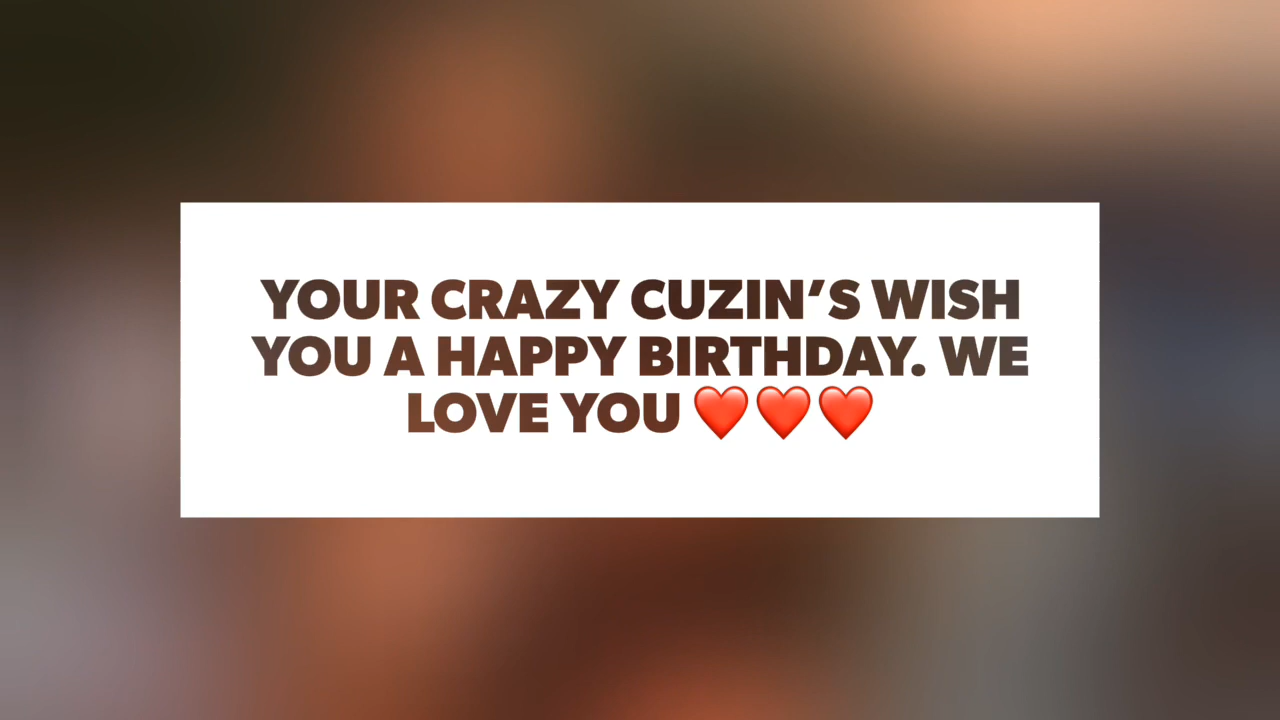 YOUR CRAZY CUZIN’S WISH
YOU A HAPPY BIRTHDAY. WE
LOVE YOU ❤️❤️❤️